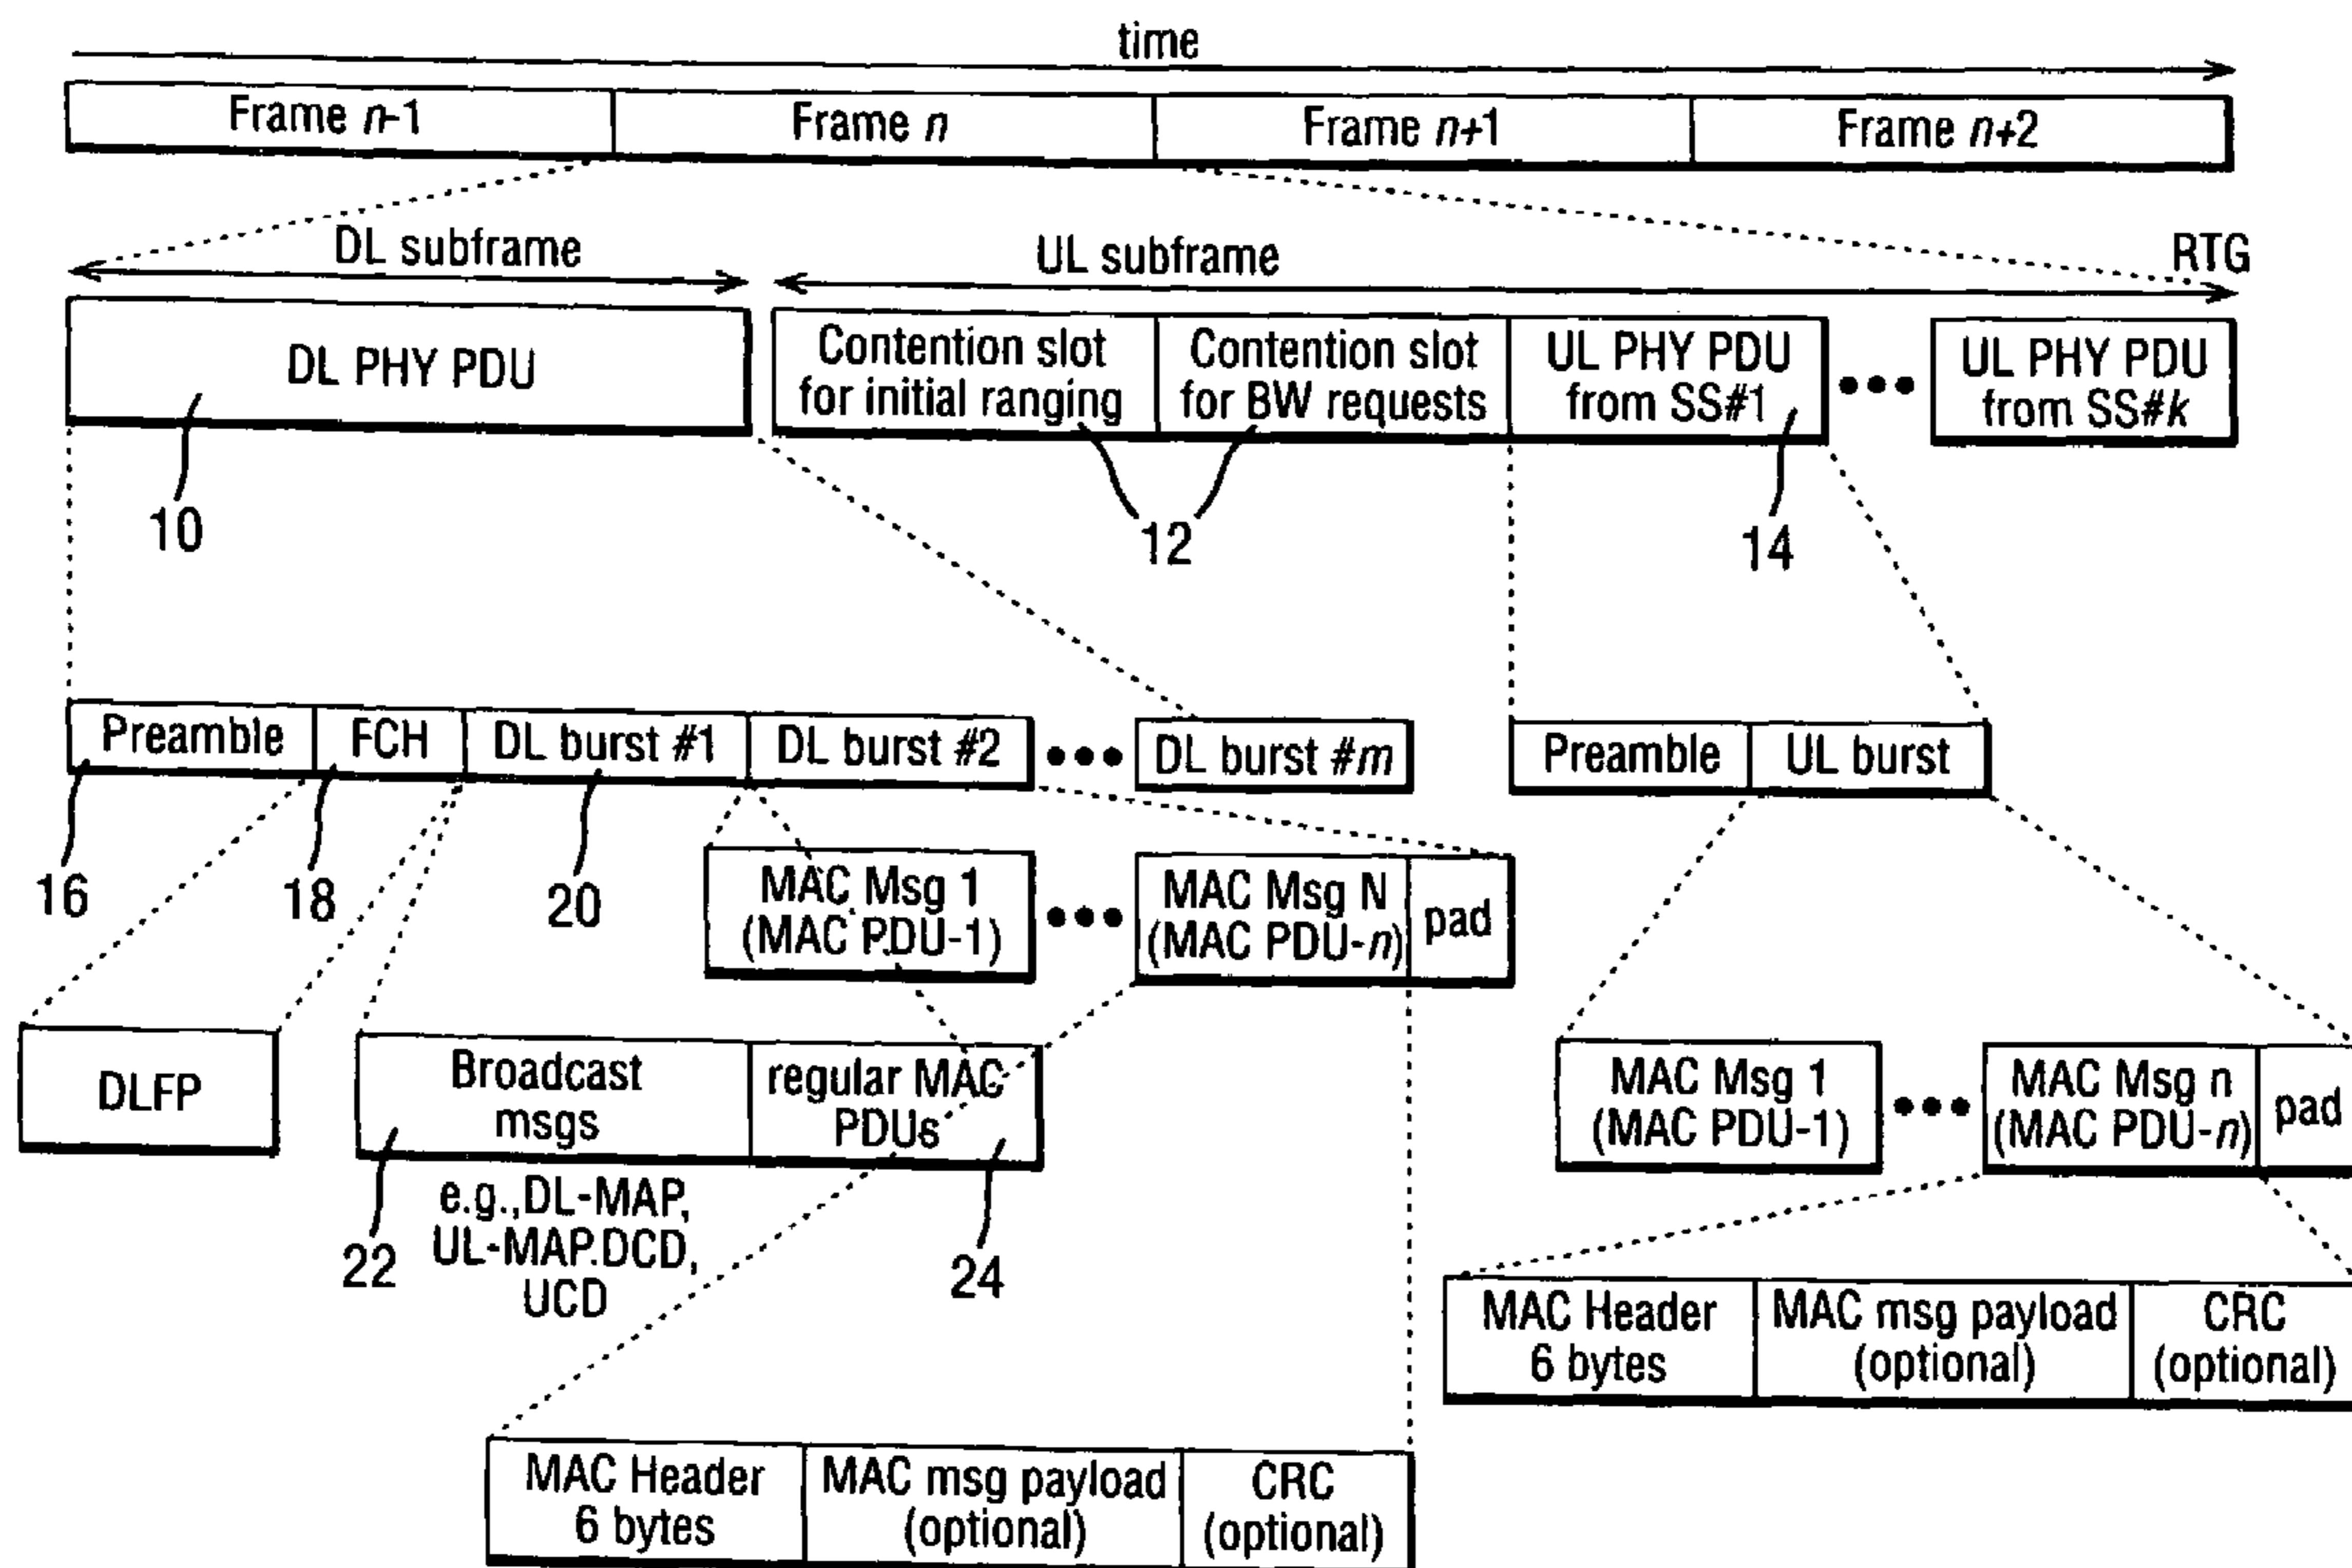 time
Frame n-1
Frame n
Frame n+1
Frame n+2
DL subframe
UL subframe
RTG
DL PHY PDU
Contention slot
for initial ranging
Contention slot
for BW requests
UL PHY PDU
from SS#1
UL PHY PDU
from SS#k
10
12
14
Preamble
FCH
DL burst #1
DL burst #2
DL burst #m
Preamble
UL burst
16
18
20
MAC Msg 1
(MAC PDU-1)
MAC Msg N
(MAC PDU-n)
pad
DLFP
Broadcast
msgs
regular MAC
PDUs
MAC Msg 1
(MAC PDU-1)
MAC Msg n
(MAC PDU-n)
pad
22
e.g.,DL-MAP,
UL-MAP.DCD,
UCD
24
MAC Header
6 bytes
MAC msg payload
(optional)
CRC
(optional)
MAC Header
6 bytes
MAC msg payload
(optional)
CRC
(optional)